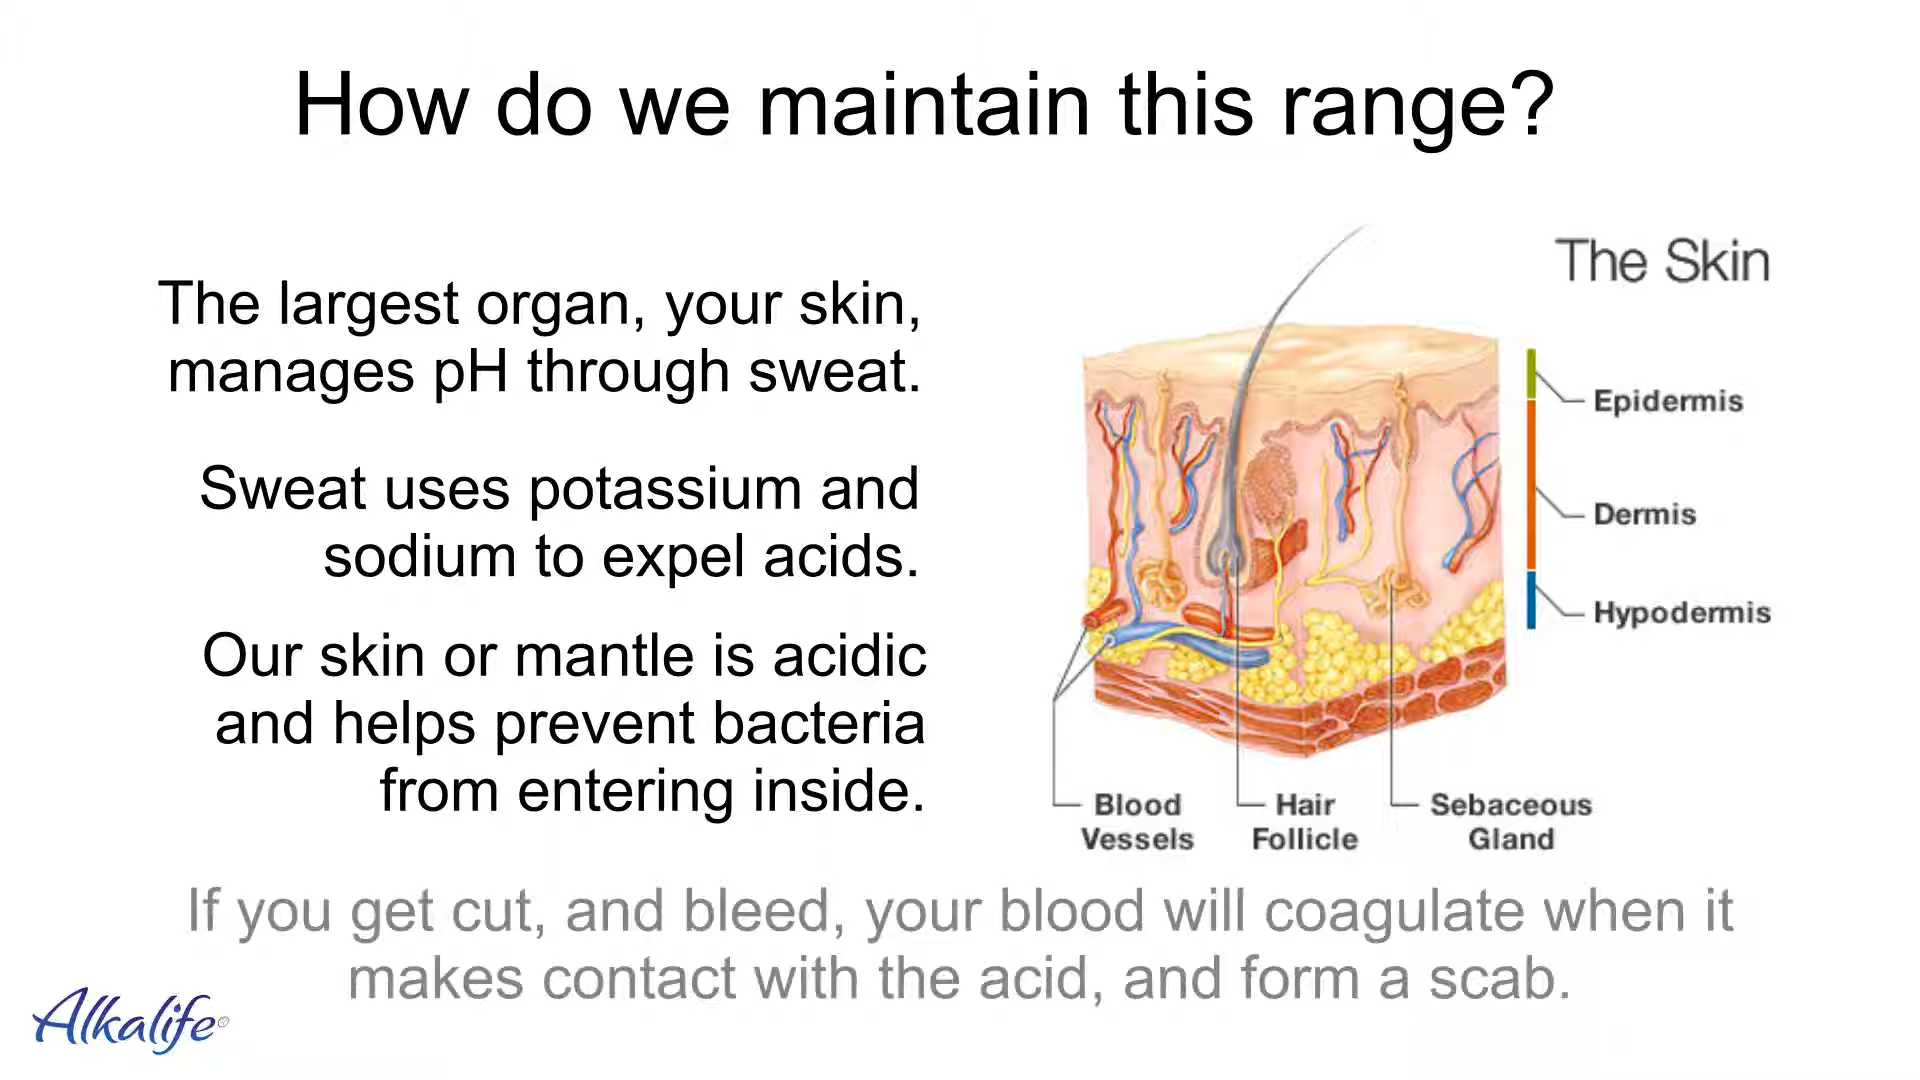 How do we maintain this range?
The largest organ, your skin,
manages pH through sweat.
Sweat uses potassium and
sodium to expel acids.
Our skin or mantle is acidic
and helps prevent bacteria
from entering inside.
The Skin
Epidermis
Dermis
Hypodermis
Blood
Vessels
Hair
Follicle
Sebaceous
Gland
If you get cut, and bleed, your blood will coagulate when it
makes contact with the acid, and form a scab.
Alkalife